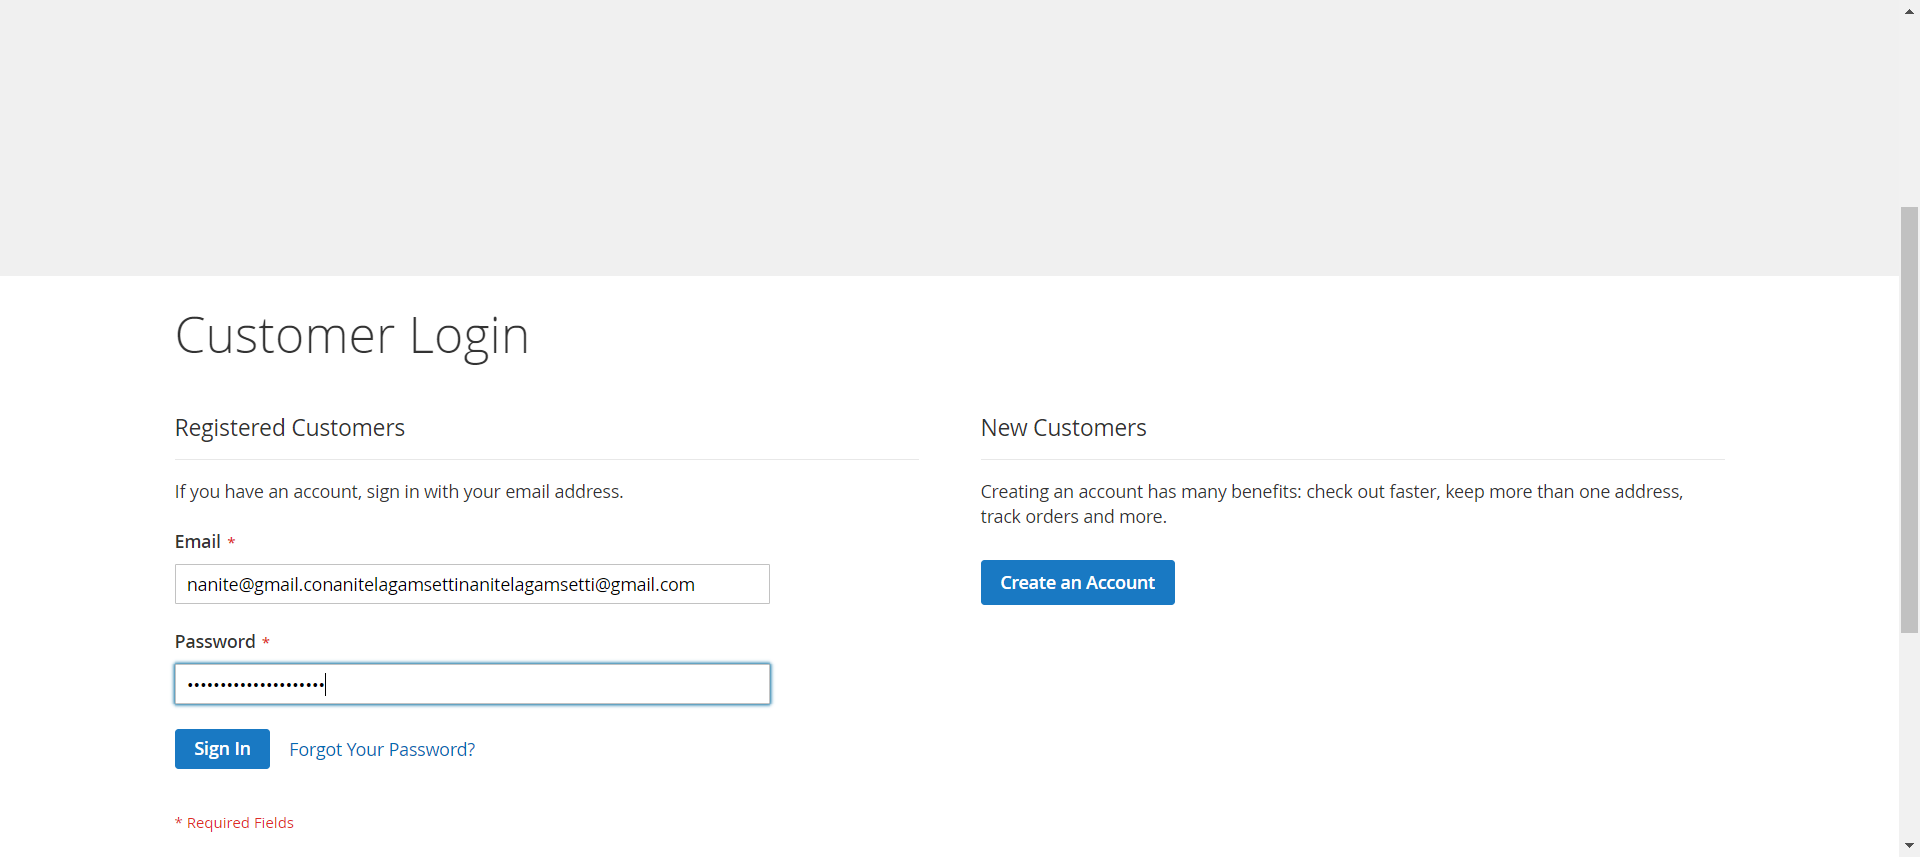 Customer Login
Registered Customers
If you have an account, sign in with your email address.
Email *
nanite@gmail.conanitelagamsettinanitelagamsetti@gmail.com
Password *
•••••••••••••••••••••
Sign In
Forgot Your Password?
* Required Fields
New Customers
Creating an account has many benefits: check out faster, keep more than one address,
track orders and more.
Create an Account